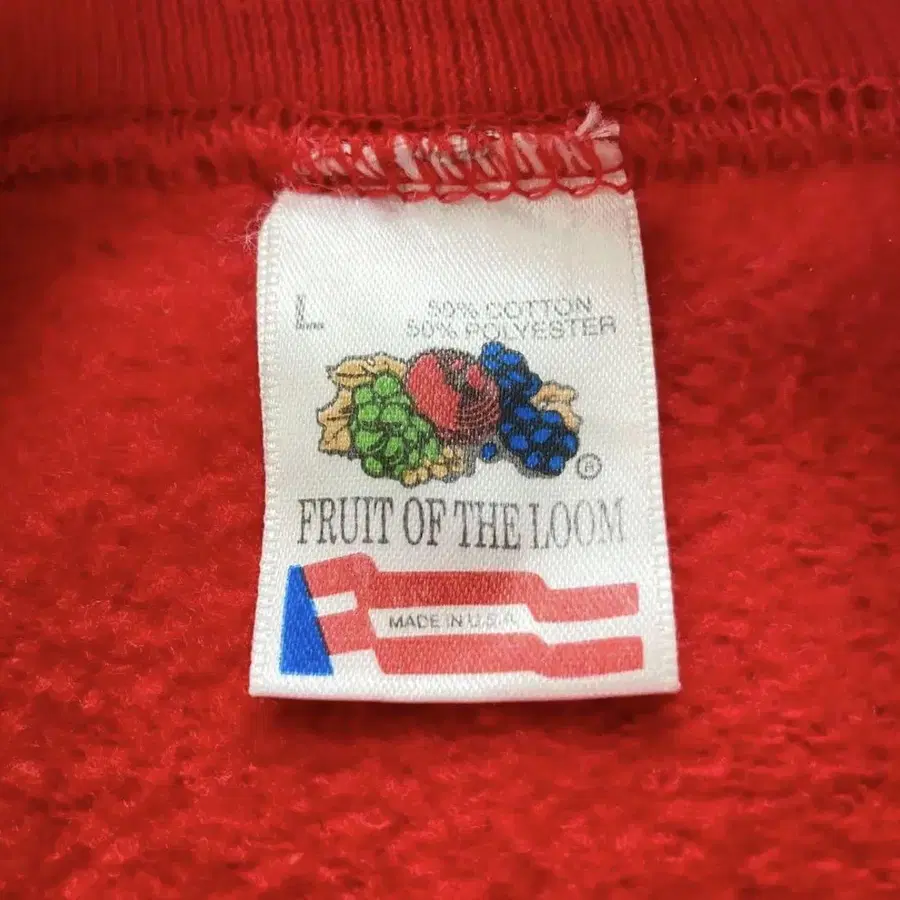 L
50% COTTON
50% POLYESTER
®
FRUIT OF THE LOOM
MADE IN U.S.A.